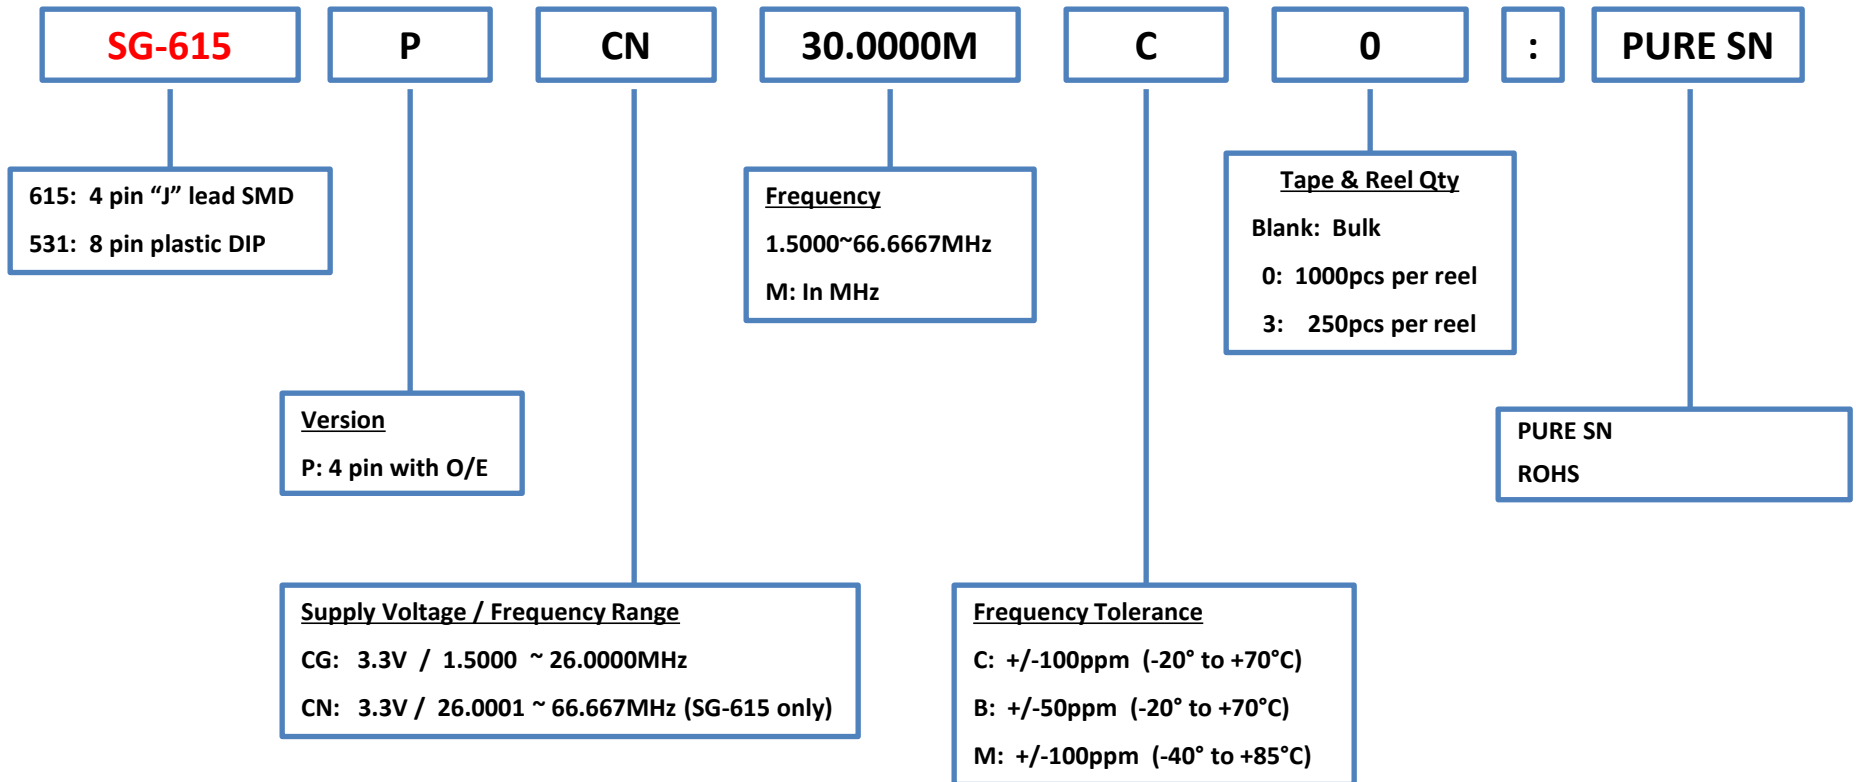 SG-615
P
CN
30.0000M
C
0
:
PURE SN
615: 4 pin “J” lead SMD
531: 8 pin plastic DIP
Frequency
1.5000~66.6667MHz
M: In MHz
Tape & Reel Qty
Blank: Bulk
0: 1000pcs per reel
3: 250pcs per reel
Version
P: 4 pin with O/E
PURE SN
ROHS
Supply Voltage / Frequency Range
CG: 3.3V / 1.5000 ~ 26.0000MHz
CN: 3.3V / 26.0001 ~ 66.667MHz (SG-615 only)
Frequency Tolerance
C: +/-100ppm (-20° to +70°C)
B: +/-50ppm (-20° to +70°C)
M: +/-100ppm (-40° to +85°C)